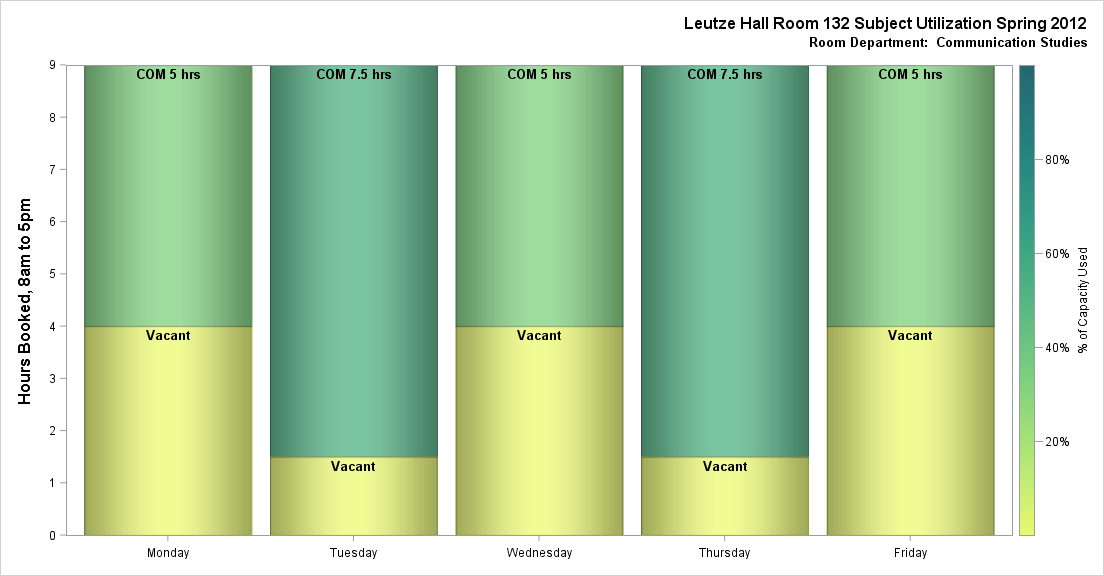 Leutze Hall Room 132 Subject Utilization Spring 2012
Room Department:  Communication Studies
Hours Booked, 8am to 5pm
9
8
7
6
5
4
3
2
1
0
COM 5 hrs
COM 7.5 hrs
COM 5 hrs
COM 7.5 hrs
COM 5 hrs
Vacant
Vacant
Vacant
Vacant
Vacant
Monday
Tuesday
Wednesday
Thursday
Friday
80%
60%
40%
20%
% of Capacity Used